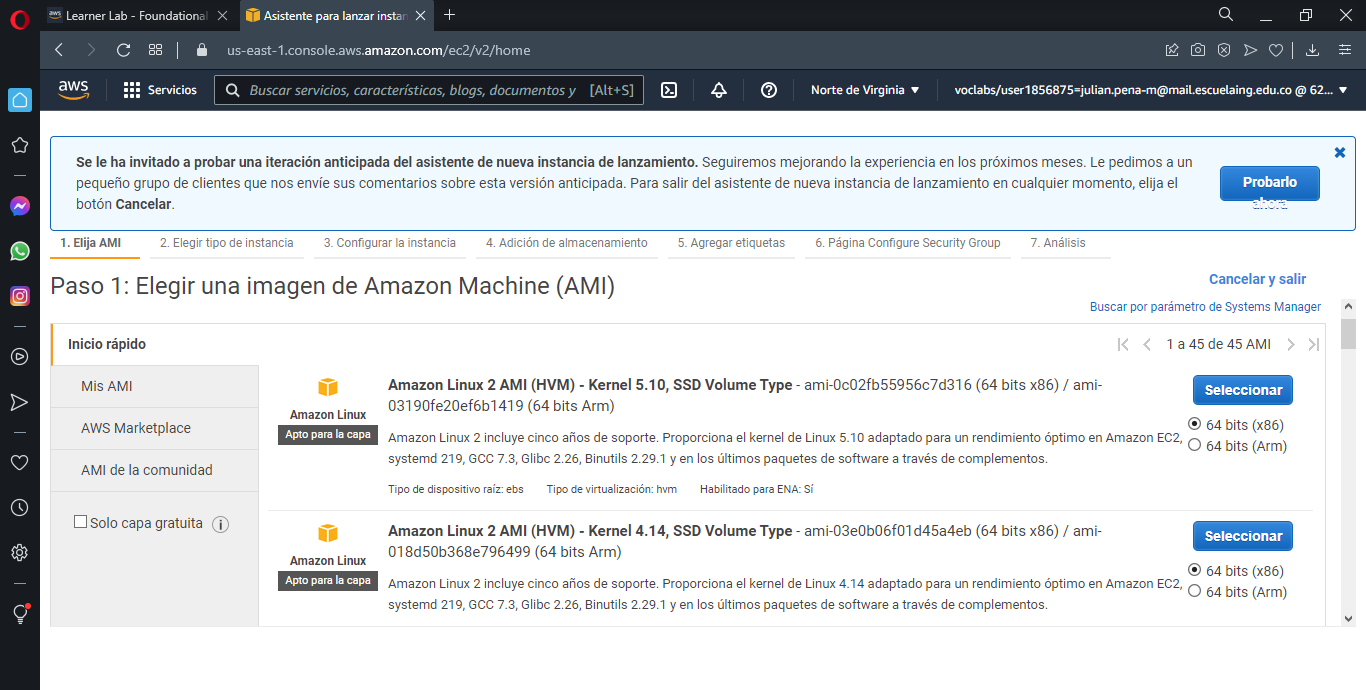 Learner Lab - Foundational
Asistente para lanzar instan
us-east-1.console.aws.amazon.com/ec2/v2/home
aws
Servicios
Buscar servicios, características, blogs, documentos y [Alt+S]
Norte de Virginia
voclabs/user1856875=julian.pena-m@mail.escuelaing.edu.co @ 62...
Se le ha invitado a probar una iteración anticipada del asistente de nueva instancia de lanzamiento. Seguiremos mejorando la experiencia en los próximos meses. Le pedimos a un
pequeño grupo de clientes que nos envíe sus comentarios sobre esta versión anticipada. Para salir del asistente de nueva instancia de lanzamiento en cualquier momento, elija el
botón Cancelar.
Probarlo
ahora
1. Elija AMI
2. Elegir tipo de instancia
3. Configurar la instancia
4. Adición de almacenamiento
5. Agregar etiquetas
6. Página Configure Security Group
7. Análisis
Paso 1: Elegir una imagen de Amazon Machine (AMI)
Cancelar y salir
Buscar por parámetro de Systems Manager
Inicio rápido
1 a 45 de 45 AMI
Mis AMI
AWS Marketplace
AMI de la comunidad
Solo capa gratuita
Amazon Linux
Apto para la capa
Amazon Linux 2 AMI (HVM) - Kernel 5.10, SSD Volume Type - ami-0c02fb55956c7d316 (64 bits x86) / ami-
03190fe20ef6b1419 (64 bits Arm)
Amazon Linux 2 incluye cinco años de soporte. Proporciona el kernel de Linux 5.10 adaptado para un rendimiento óptimo en Amazon EC2,
systemd 219, GCC 7.3, Glibc 2.26, Binutils 2.29.1 y en los últimos paquetes de software a través de complementos.
Tipo de dispositivo raíz: ebs
Tipo de virtualización: hvm
Habilitado para ENA: Sí
Seleccionar
64 bits (x86)
64 bits (Arm)
Amazon Linux
Apto para la capa
Amazon Linux 2 AMI (HVM) - Kernel 4.14, SSD Volume Type - ami-03e0b06f01d45a4eb (64 bits x86) / ami-
018d50b368e796499 (64 bits Arm)
Amazon Linux 2 incluye cinco años de soporte. Proporciona el kernel de Linux 4.14 adaptado para un rendimiento óptimo en Amazon EC2,
systemd 219, GCC 7.3, Glibc 2.26, Binutils 2.29.1 y en los últimos paquetes de software a través de complementos.
Seleccionar
64 bits (x86)
64 bits (Arm)